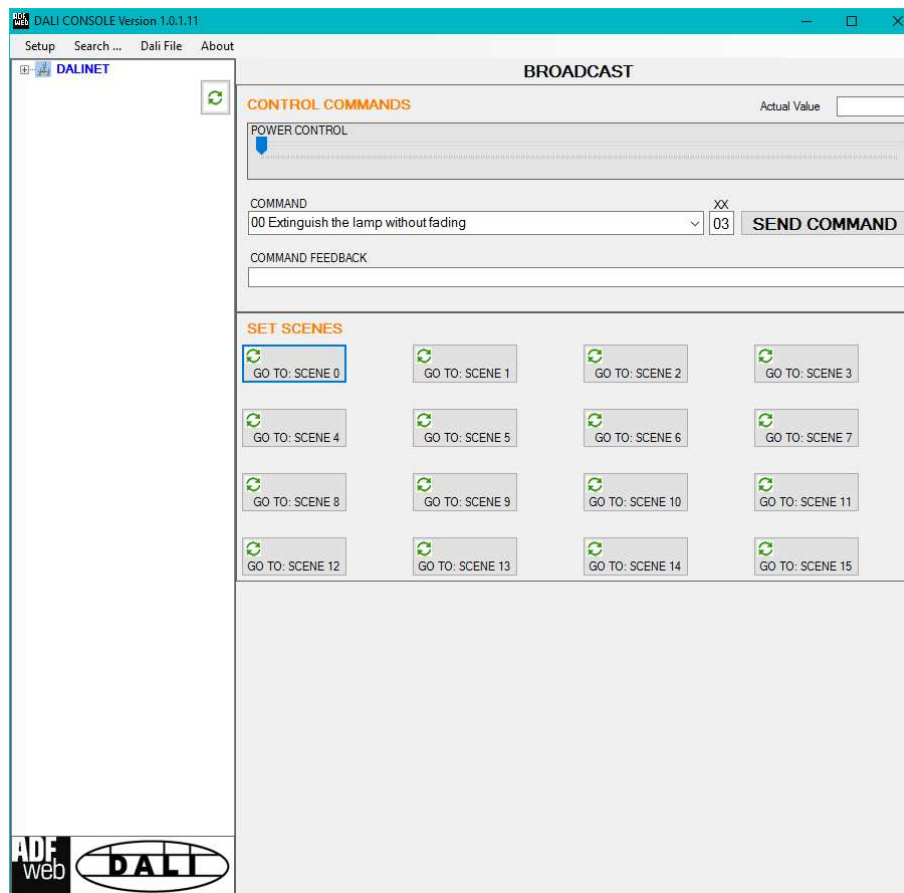 ADF web DALI CONSOLE Version 1.0.1.11
Setup Search ... Dali File About
DALINET
BROADCAST
CONTROL COMMANDS Actual Value
POWER CONTROL
COMMAND XX
00 Extinguish the lamp without fading 03 SEND COMMAND
COMMAND FEEDBACK
SET SCENES
GO TO: SCENE 0 GO TO: SCENE 1 GO TO: SCENE 2 GO TO: SCENE 3
GO TO: SCENE 4 GO TO: SCENE 5 GO TO: SCENE 6 GO TO: SCENE 7
GO TO: SCENE 8 GO TO: SCENE 9 GO TO: SCENE 10 GO TO: SCENE 11
GO TO: SCENE 12 GO TO: SCENE 13 GO TO: SCENE 14 GO TO: SCENE 15
ADF
web DALI